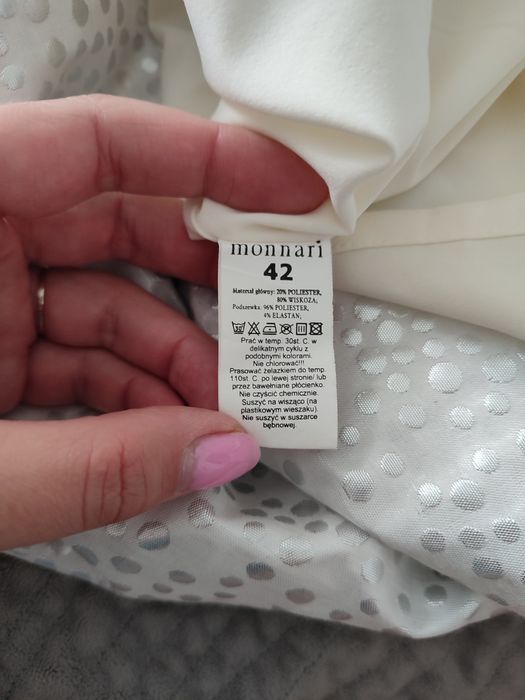 monnari
42
Materiał główny: 20% POLIESTER,
80% WISKOZA,
Podszewka: 96% POLIESTER,
4% ELASTAN,
Prać w temp. 30st. C. w
delikatnym cyklu z
podobnymi kolorami.
Nie chlorować!!!
Prasować żelazkiem do temp.
110st. C. po lewej stronie/ lub
przez bawełniane płócienko.
Nie czyścić chemicznie.
Suszyć na wisząco (na
plastikowym wieszaku).
Nie suszyć w suszarce
bębnowej.